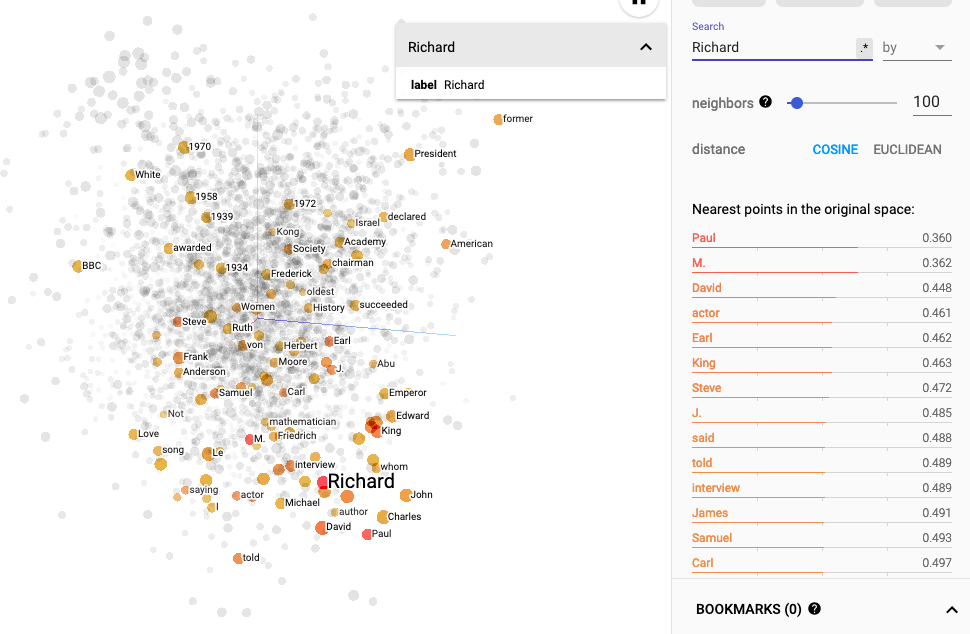 Richard
label Richard
former
1970
President
White
1958
1972
1939
declared
Israel
Kong
Academy
American
awarded
Society
chairman
BBC
1934
Frederick
oldest
Women
History
succeeded
Steve
Ruth
von
Herbert
Earl
Frank
Moore
J.
Abu
Anderson
Samuel
Carl
Emperor
Not
Edward
mathematician
King
Love
M.
Friedrich
song
Le
interview
whom
Richard
saying
actor
John
I
Michael
author
Charles
David
Paul
told
Search
Richard .* by
neighbors ? 100
distance COSINE EUCLIDEAN
Nearest points in the original space:
Paul 0.360
M. 0.362
David 0.448
actor 0.461
Earl 0.462
King 0.463
Steve 0.472
J. 0.485
said 0.488
told 0.489
interview 0.489
James 0.491
Samuel 0.493
Carl 0.497
BOOKMARKS (0) ?